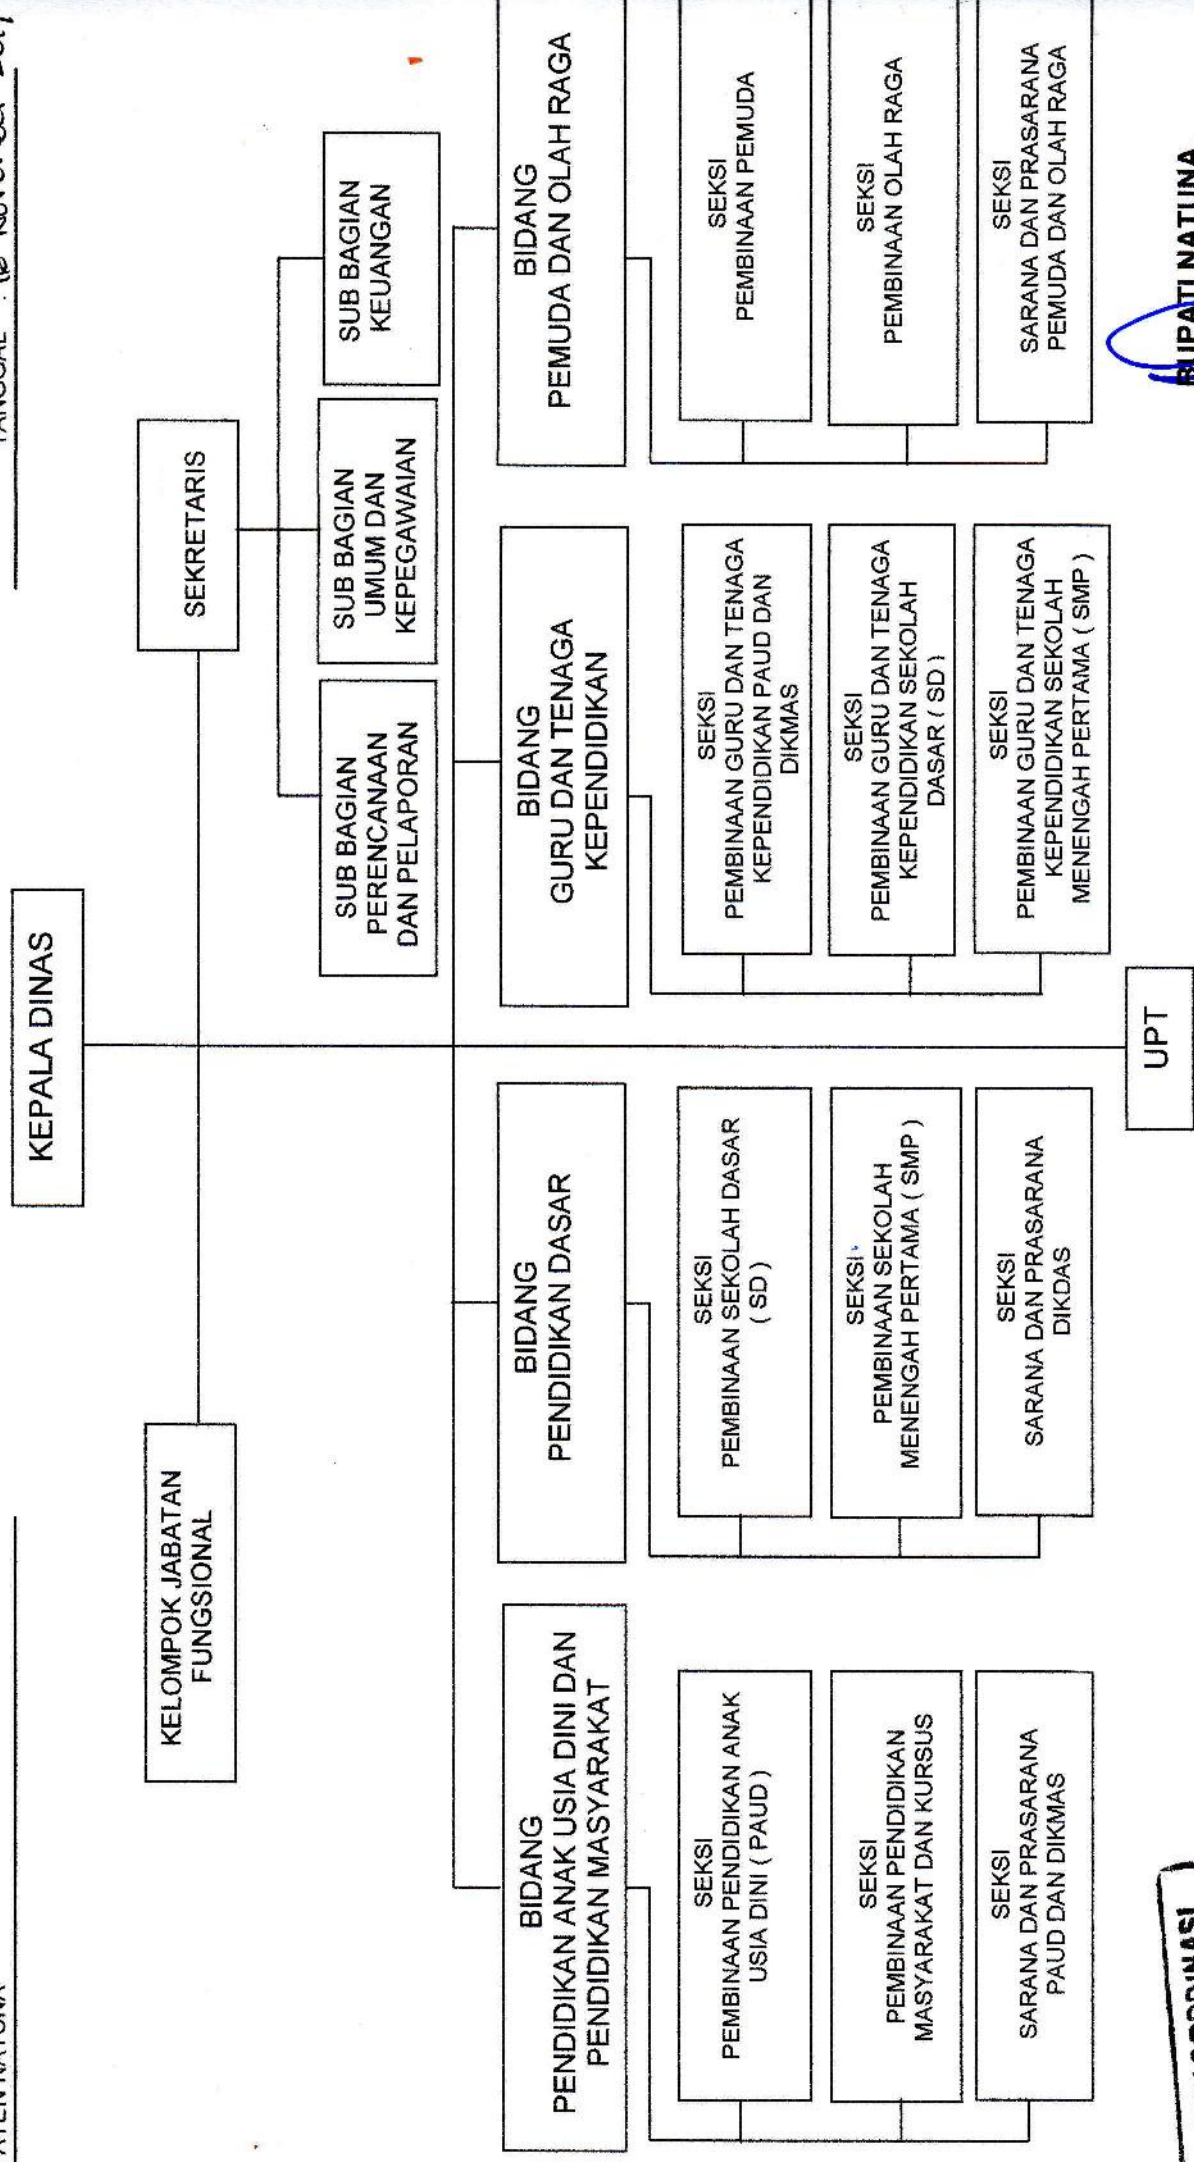 TANGGAL :
KEPALA DINAS
KELOMPOK JABATAN
FUNGSIONAL
SEKRETARIS
SUB BAGIAN
PERENCANAAN
DAN PELAPORAN
SUB BAGIAN
UMUM DAN
KEPEGAWAIAN
SUB BAGIAN
KEUANGAN
BIDANG
PENDIDIKAN ANAK USIA DINI DAN
PENDIDIKAN MASYARAKAT
BIDANG
PENDIDIKAN DASAR
BIDANG
GURU DAN TENAGA
KEPENDIDIKAN
BIDANG
PEMUDA DAN OLAH RAGA
SEKSI
PEMBINAAN PENDIDIKAN ANAK
USIA DINI ( PAUD )
SEKSI
PEMBINAAN SEKOLAH DASAR
( SD )
SEKSI
PEMBINAAN GURU DAN TENAGA
KEPENDIDIKAN PAUD DAN
DIKMAS
SEKSI
PEMBINAAN PEMUDA
SEKSI
PEMBINAAN PENDIDIKAN
MASYARAKAT DAN KURSUS
SEKSI
PEMBINAAN SEKOLAH
MENENGAH PERTAMA ( SMP )
SEKSI
PEMBINAAN GURU DAN TENAGA
KEPENDIDIKAN SEKOLAH
DASAR ( SD )
SEKSI
PEMBINAAN OLAH RAGA
SEKSI
SARANA DAN PRASARANA
PAUD DAN DIKMAS
SEKSI
SARANA DAN PRASARANA
DIKDAS
SEKSI
PEMBINAAN GURU DAN TENAGA
KEPENDIDIKAN SEKOLAH
MENENGAH PERTAMA ( SMP )
SEKSI
SARANA DAN PRASARANA
PEMUDA DAN OLAH RAGA
UPT
BUPATI NATUNA